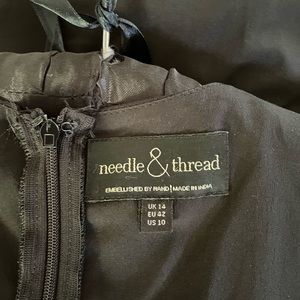 needle & thread
EMBELLISHED BY HAND | MADE IN INDIA
UK 14
EU 42
US 10